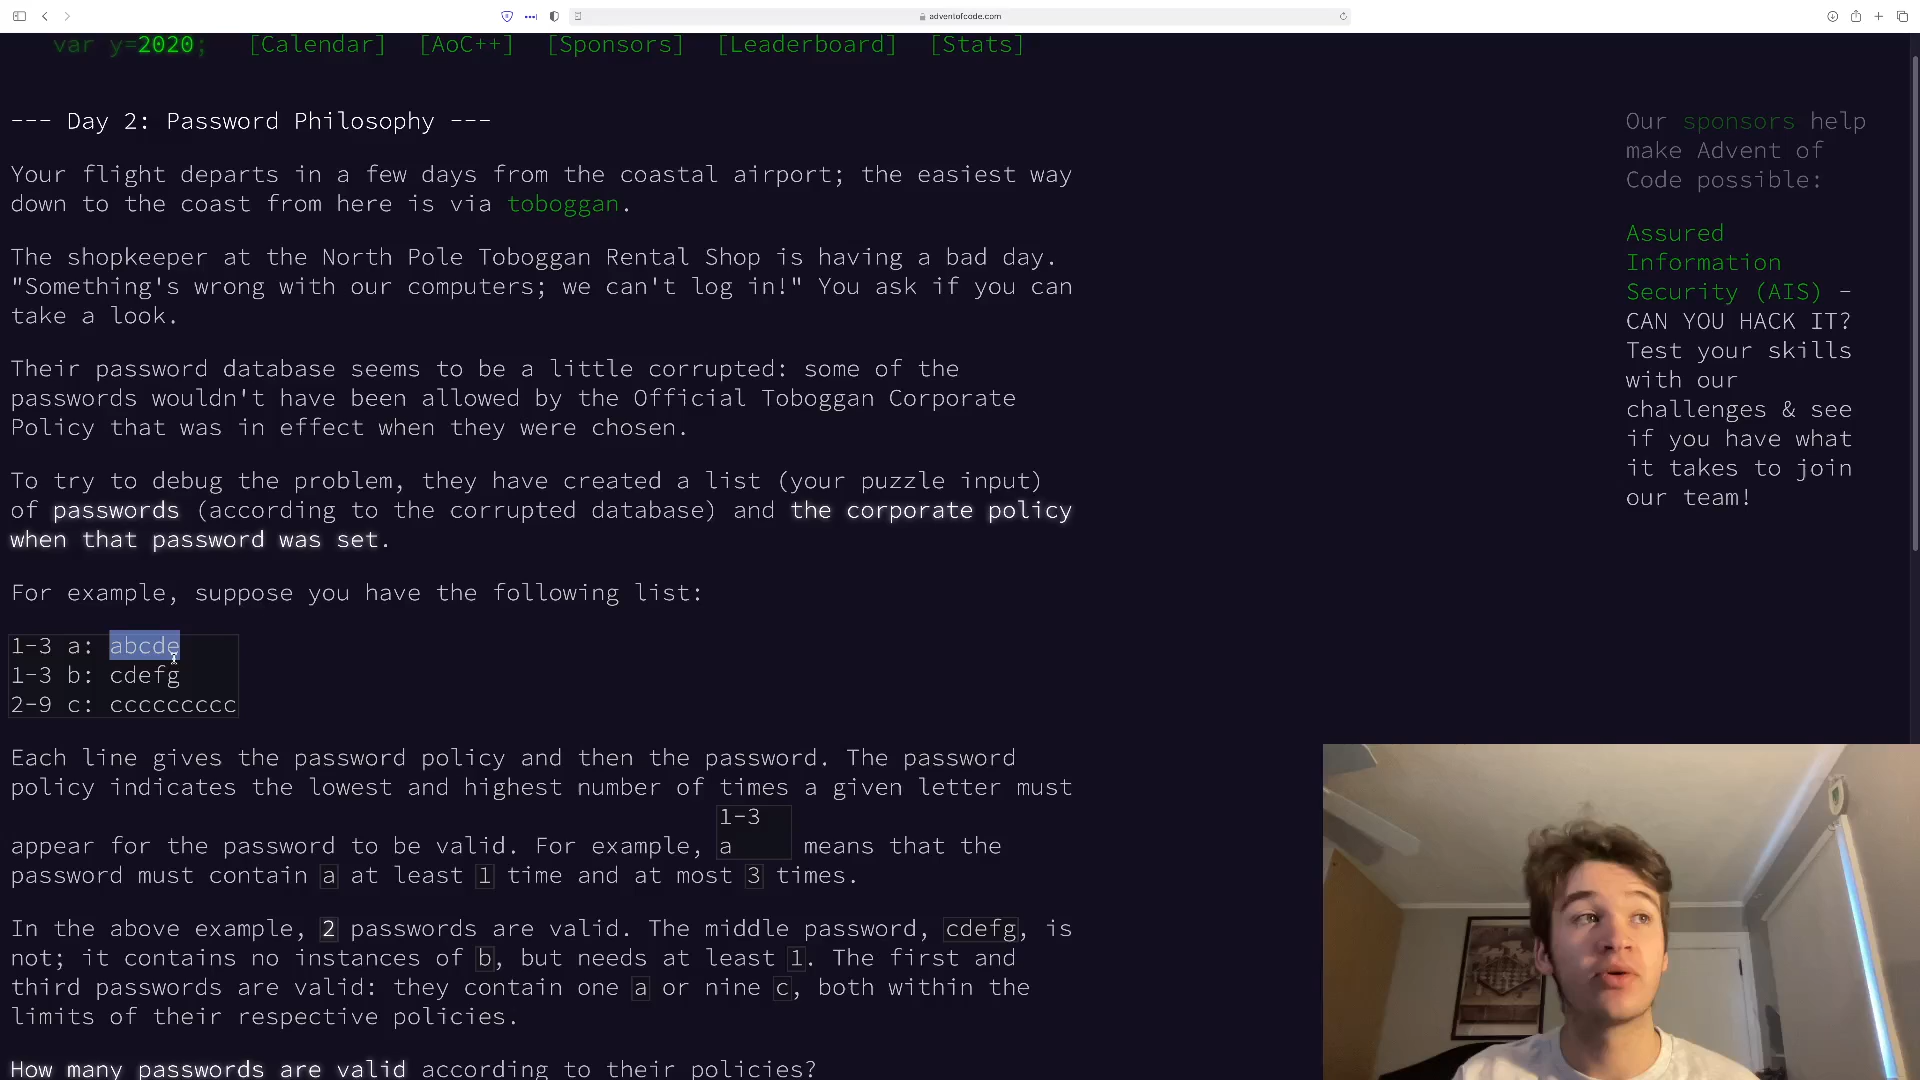 adventofcode.com
var y=2020; [Calendar] [AoC++] [Sponsors] [Leaderboard] [Stats]
--- Day 2: Password Philosophy ---
Your flight departs in a few days from the coastal airport; the easiest way
down to the coast from here is via toboggan.
The shopkeeper at the North Pole Toboggan Rental Shop is having a bad day.
"Something's wrong with our computers; we can't log in!" You ask if you can
take a look.
Their password database seems to be a little corrupted: some of the
passwords wouldn't have been allowed by the Official Toboggan Corporate
Policy that was in effect when they were chosen.
To try to debug the problem, they have created a list (your puzzle input)
of passwords (according to the corrupted database) and the corporate policy
when that password was set.
For example, suppose you have the following list:
1-3 a: abcde
1-3 b: cdefg
2-9 c: ccccccccc
Each line gives the password policy and then the password. The password
policy indicates the lowest and highest number of times a given letter must
appear for the password to be valid. For example, 1-3
a means that the
password must contain a at least 1 time and at most 3 times.
In the above example, 2 passwords are valid. The middle password, cdefg, is
not; it contains no instances of b, but needs at least 1. The first and
third passwords are valid: they contain one a or nine c, both within the
limits of their respective policies.
How many passwords are valid according to their policies?
Our sponsors help
make Advent of
Code possible:
Assured
Information
Security (AIS) -
CAN YOU HACK IT?
Test your skills
with our
challenges & see
if you have what
it takes to join
our team!